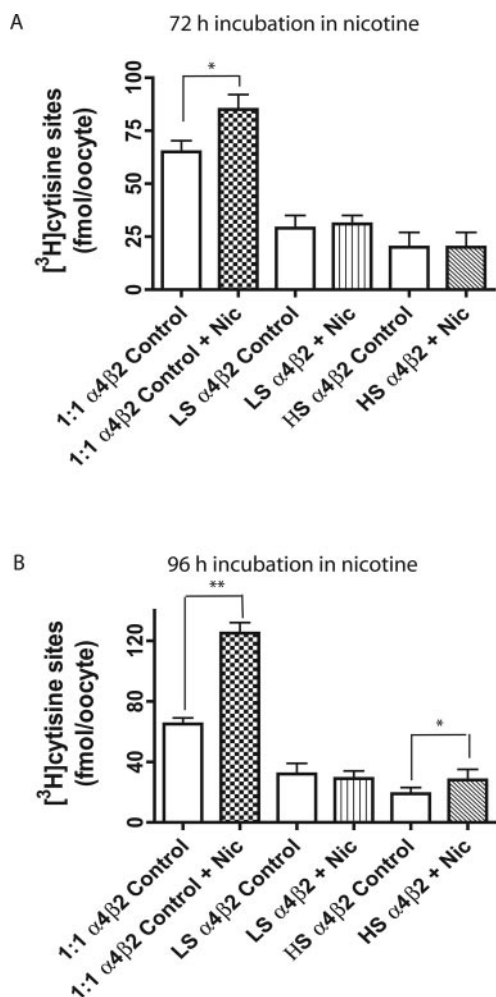 A
72 h incubation in nicotine
[³H]cytisine sites
(fmol/oocyte)
100
75
50
25
0
*
1:1 α4β2 Control
1:1 α4β2 Control + Nic
LS α4β2 Control
LS α4β2 + Nic
HS α4β2 Control
HS α4β2 + Nic
B
96 h incubation in nicotine
[³H]cytisine sites
(fmol/oocyte)
120
80
40
0
**
*
1:1 α4β2 Control
1:1 α4β2 Control + Nic
LS α4β2 Control
LS α4β2 + Nic
HS α4β2 Control
HS α4β2 + Nic